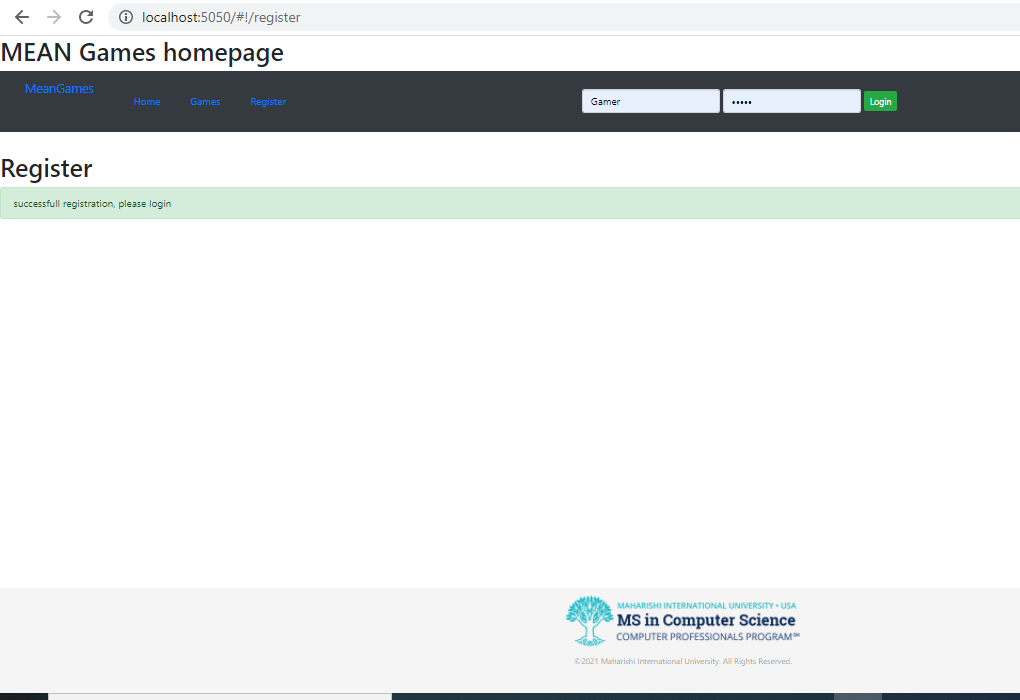 localhost:5050/#!/register
MEAN Games homepage
MeanGames
Home Games Register Gamer ••••• Login
Register
successfull registration, please login
MAHARISHI INTERNATIONAL UNIVERSITY • USA
MS in Computer Science
COMPUTER PROFESSIONALS PROGRAM℠
©2021 Maharishi International University. All Rights Reserved.